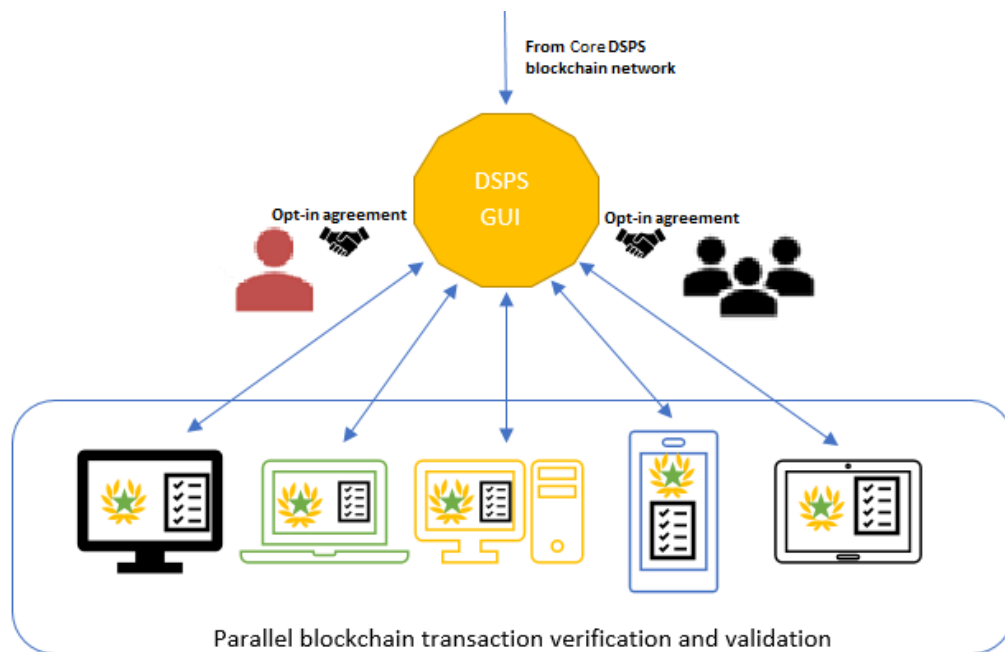 From Core DSPS
blockchain network
DSPS
GUI
Opt-in agreement
Opt-in agreement
Parallel blockchain transaction verification and validation